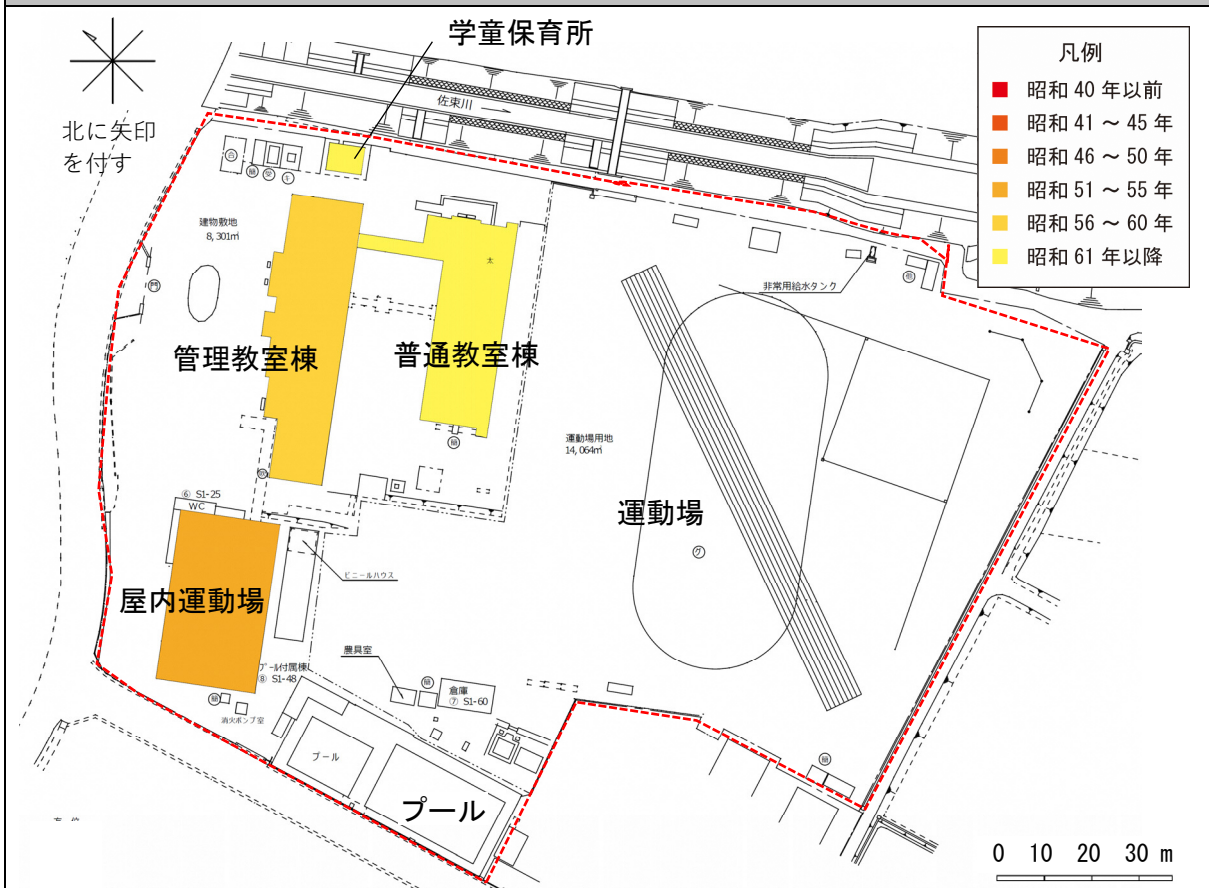 学童保育所
凡例
昭和 40 年以前
昭和 41 ～ 45 年
昭和 46 ～ 50 年
昭和 51 ～ 55 年
昭和 56 ～ 60 年
昭和 61 年以降
北に矢印
を付す
佐東川
建物敷地
8,301㎡
太
非常用給水タンク
管理教室棟
普通教室棟
運動場用地
14,064㎡
運動場
グ
⑥ S1-25
WC
ビニールハウス
屋内運動場
農具室
プール付属棟
⑧ S1-48
倉庫
⑦ S1-60
消火ポンプ室
プール
プール
0 10 20 30 m